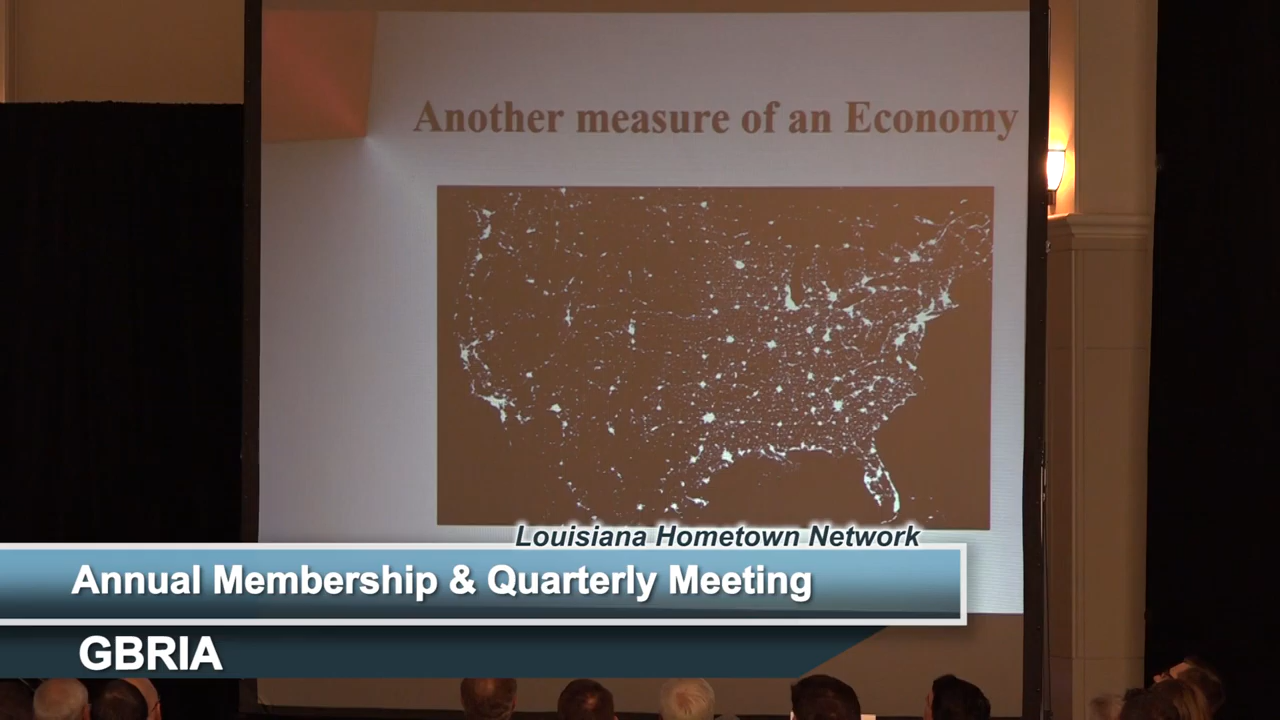 Another measure of an Economy
Louisiana Hometown Network
Annual Membership & Quarterly Meeting
GBRIA